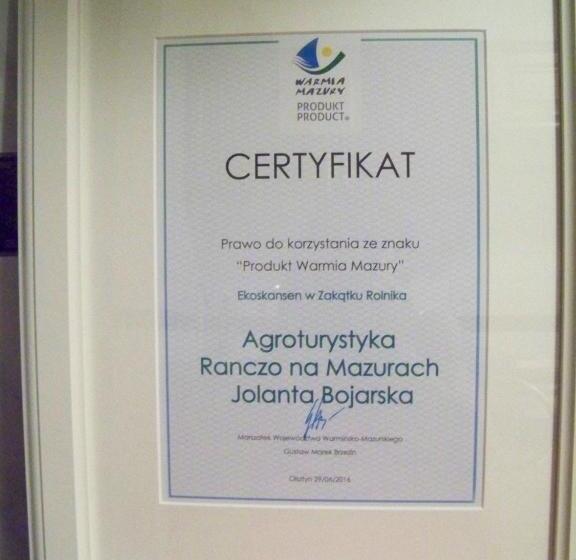 WARMIA
MAZURY
PRODUKT
PRODUCT®
CERTYFIKAT
Prawo do korzystania ze znaku
"Produkt Warmia Mazury"
Ekoskansen w Zakątku Rolnika
Agroturystyka
Ranczo na Mazurach
Jolanta Bojarska
Marszałek Województwa Warmińsko-Mazurskiego
Gustaw Marek Brzezin
Olsztyn 29/06/2016